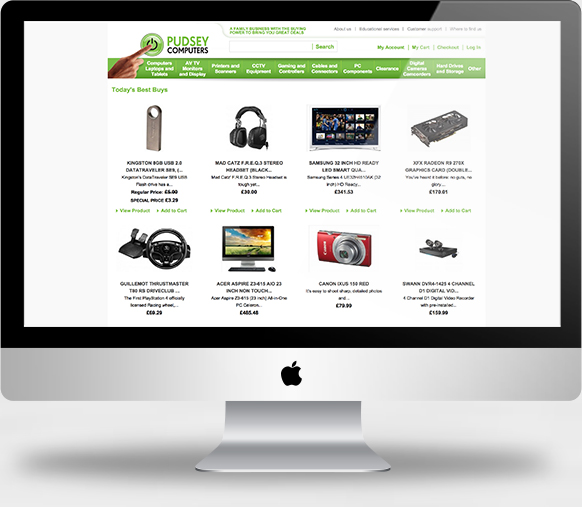 PUDSEY
COMPUTERS
A FAMILY BUSINESS WITH THE BUYING
POWER TO BRING YOU GREAT DEALS
About us | Educational services | Customer support | Where to find us
Search
My Account | My Cart | Checkout | Log In
Computers
Laptops and
Tablets
AV TV
Monitors
and Display
Printers and
Scanners
CCTV
Equipment
Gaming and
Controllers
Cables and
Connectors
PC
Components
Clearance
Digital
Cameras
Camcorders
Hard Drives
and Storage
Other
Today's Best Buys
KINGSTON 8GB USB 2.0
DATATRAVELER SE9, (...
Kingston's DataTraveler SE9 USB
Flash drive has a...
Regular Price: £5.00
SPECIAL PRICE £3.29
View Product
Add to Cart
MAD CATZ F.R.E.Q.3 STEREO
HEADSET (BLACK...
Mad Catz F.R.E.Q.3 Stereo Headset is
tough yet...
£30.00
View Product
Add to Cart
SAMSUNG 32 INCH HD READY
LED SMART QUA...
Samsung Series 4
(32") HD Ready...
£341.53
View Product
Add to Cart
XFX RADEON R9 270X
GRAPHICS CARD (DOUBLE...
You've heard it before: no guts, no
glory...
View Product
Add to Cart
GUILLEMOT THRUSTMASTER
T80 RS DRIVECLUB ...
The First PlayStation 4 officially
licensed Racing wheel,...
£69.29
ACER ASPIRE Z3-615 AIO 23
INCH NON TOUCH...
Acer Aspire Z3-615 (23 inch) All-in-One
PC Celeron...
£485.48
CANON IXUS 150 RED
It's easy to shoot sharp, detailed photos
and...
£79.99
SWANN DVR4-1425 4 CHANNEL
D1 DIGITAL VID...
4 Channel D1 Digital Video Recorder
with pre-installed...
£159.99